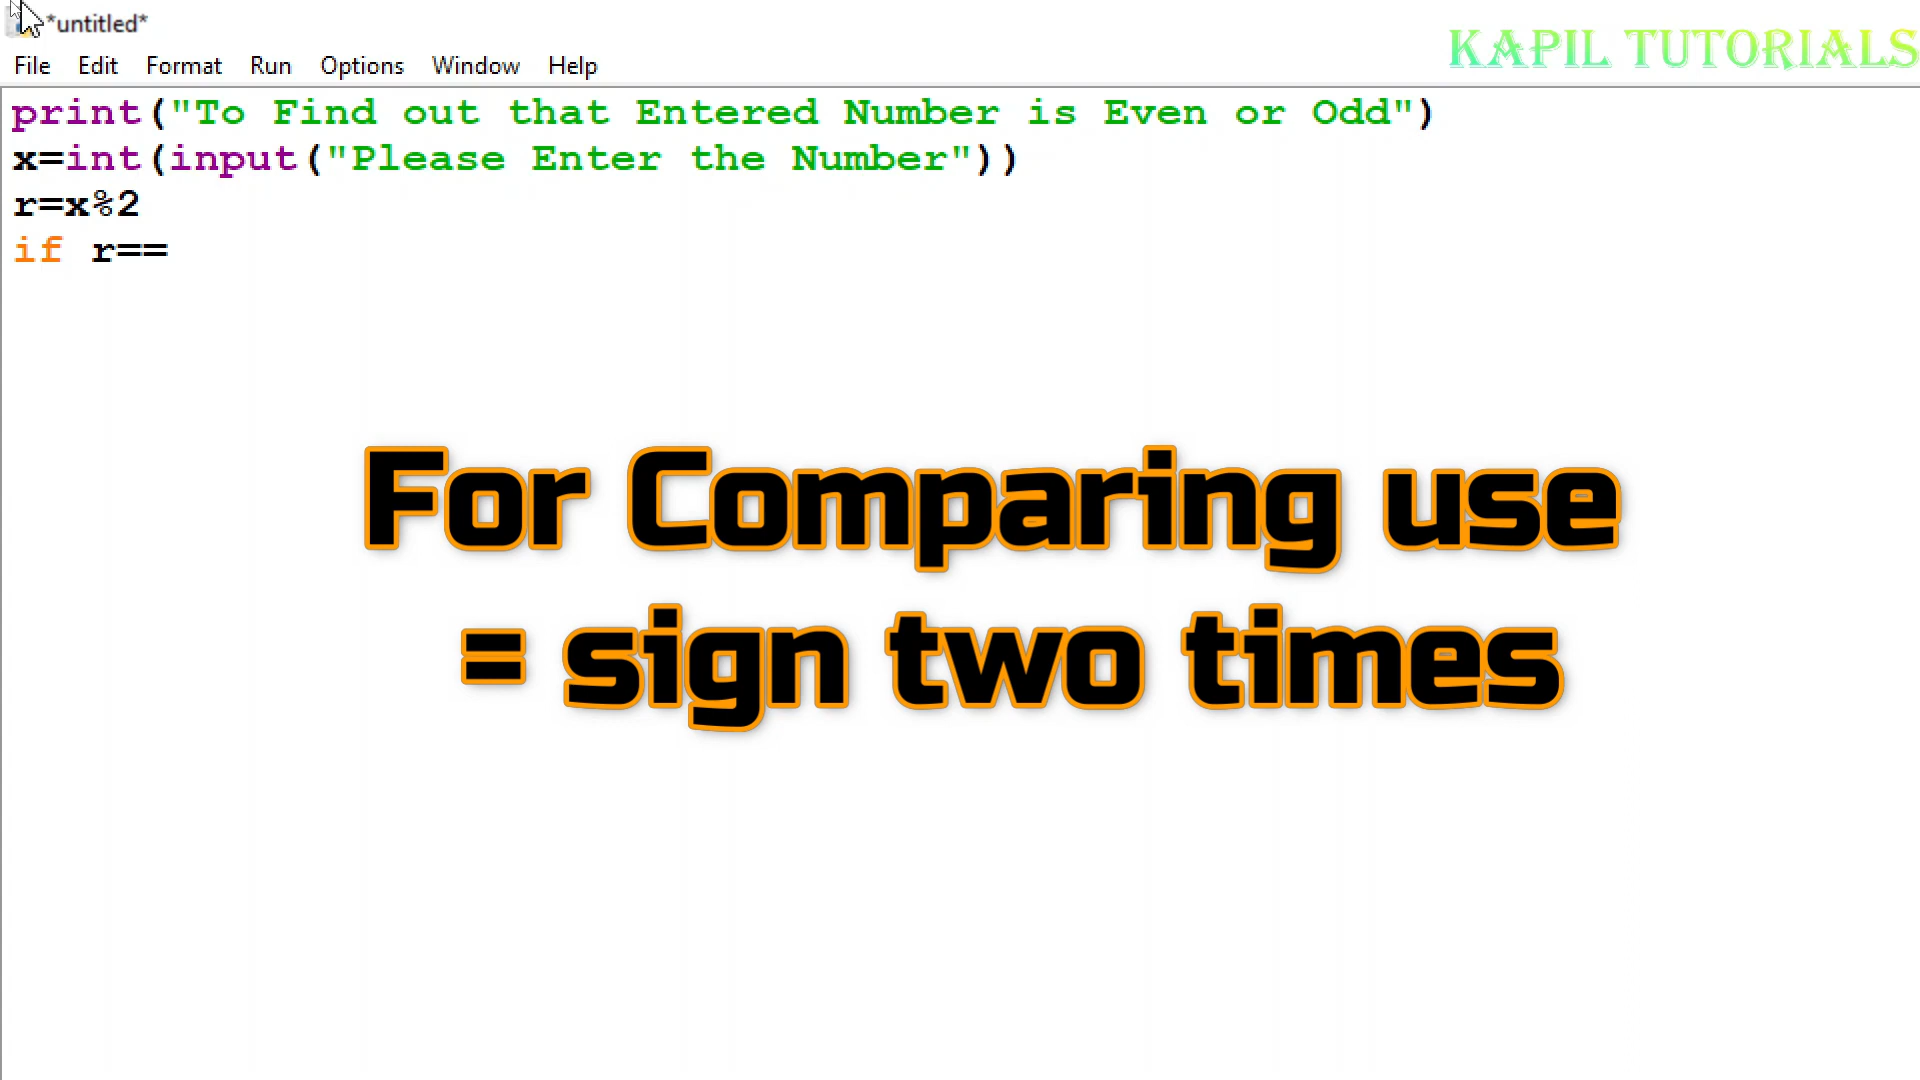 *untitled*
KAPIL TUTORIALS
File Edit Format Run Options Window Help
print("To Find out that Entered Number is Even or Odd")
x=int(input("Please Enter the Number"))
r=x%2
if r==
For Comparing use
= sign two times